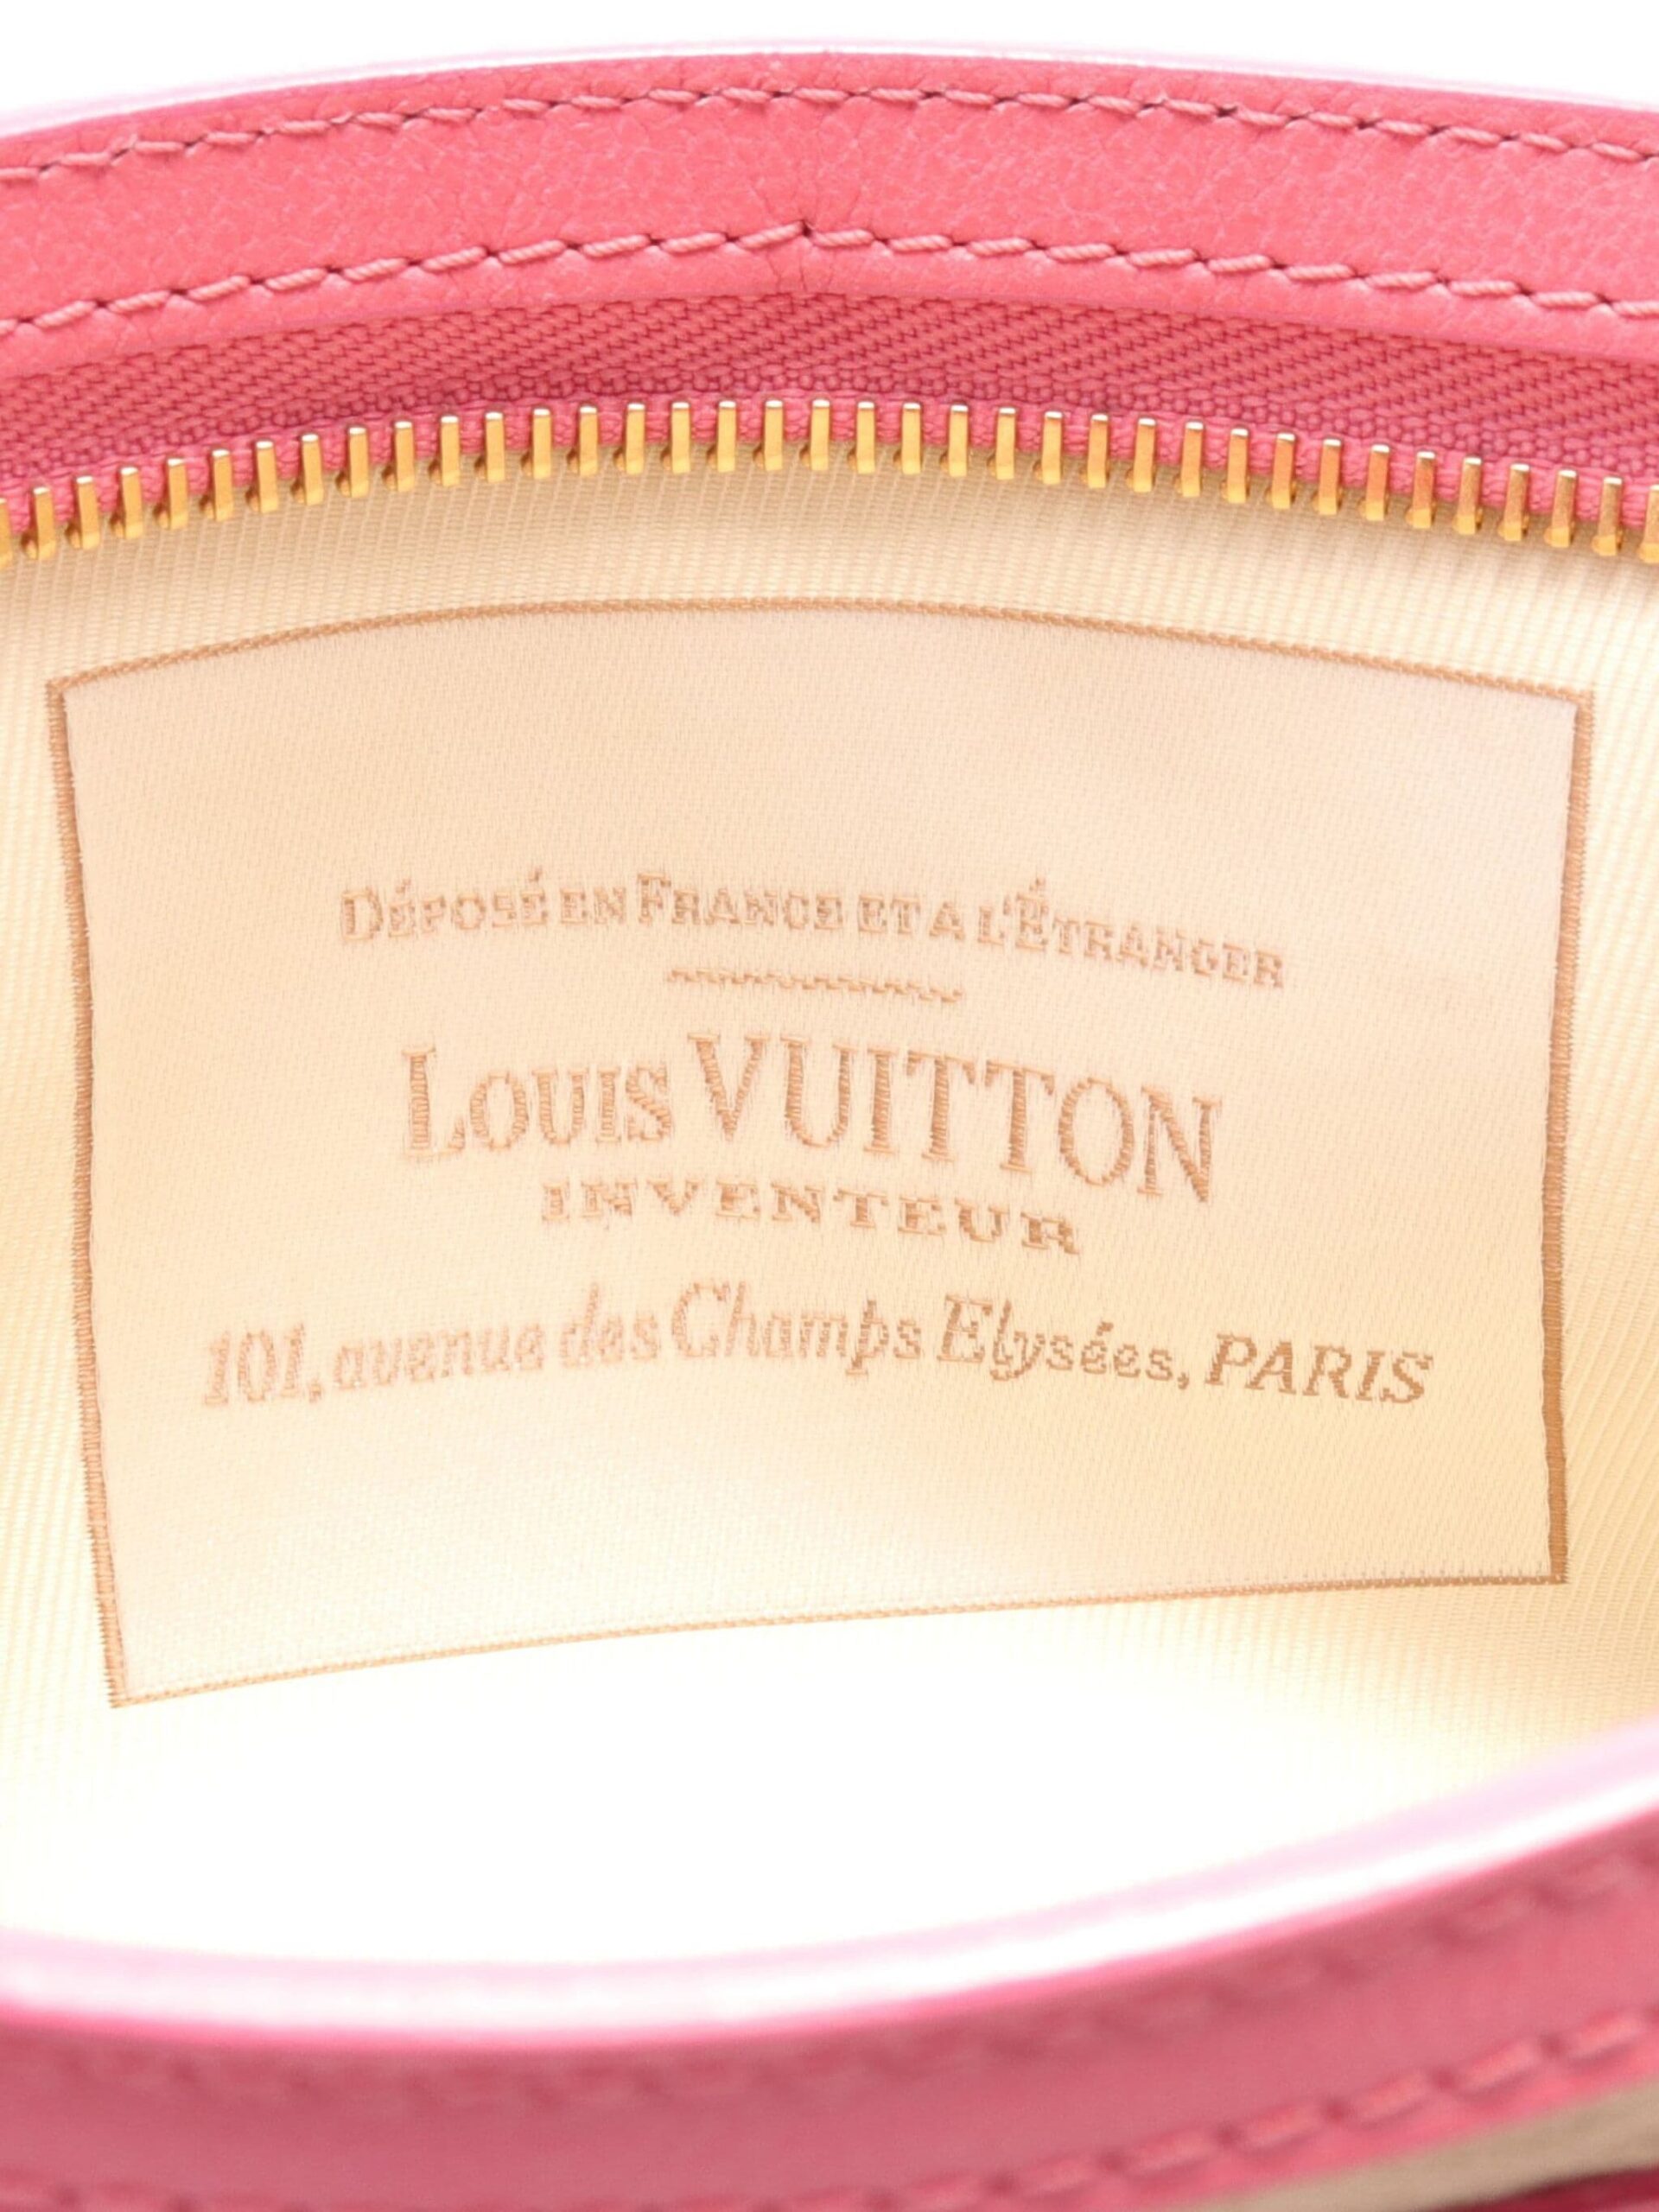 DÉPOSÉ EN FRANCE ET A L'ÉTRANGER
LOUIS VUITTON
INVENTEUR
101, avenue des Champs Elysées, PARIS